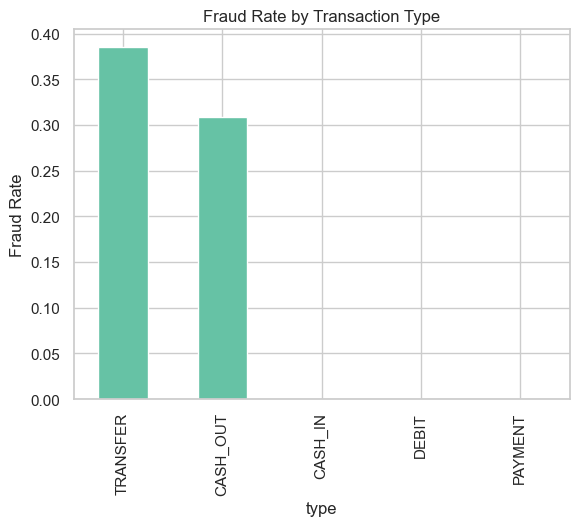 Fraud Rate by Transaction Type
Fraud Rate
0.40
0.35
0.30
0.25
0.20
0.15
0.10
0.05
0.00
TRANSFER
CASH_OUT
CASH_IN
DEBIT
PAYMENT
type